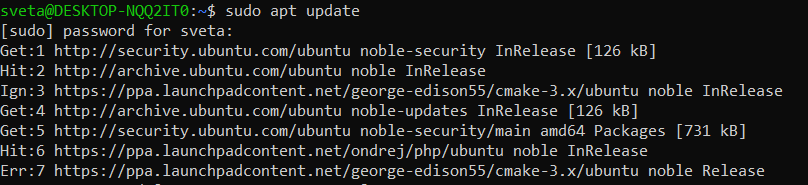 sveta@DESKTOP-NQQ2IT0:~$ sudo apt update
[sudo] password for sveta:
Get:1 http://security.ubuntu.com/ubuntu noble-security InRelease [126 kB]
Hit:2 http://archive.ubuntu.com/ubuntu noble InRelease
Ign:3 https://ppa.launchpadcontent.net/george-edison55/cmake-3.x/ubuntu noble InRelease
Get:4 http://archive.ubuntu.com/ubuntu noble-updates InRelease [126 kB]
Get:5 http://security.ubuntu.com/ubuntu noble-security/main amd64 Packages [731 kB]
Hit:6 https://ppa.launchpadcontent.net/ondrej/php/ubuntu noble InRelease
Err:7 https://ppa.launchpadcontent.net/george-edison55/cmake-3.x/ubuntu noble Release